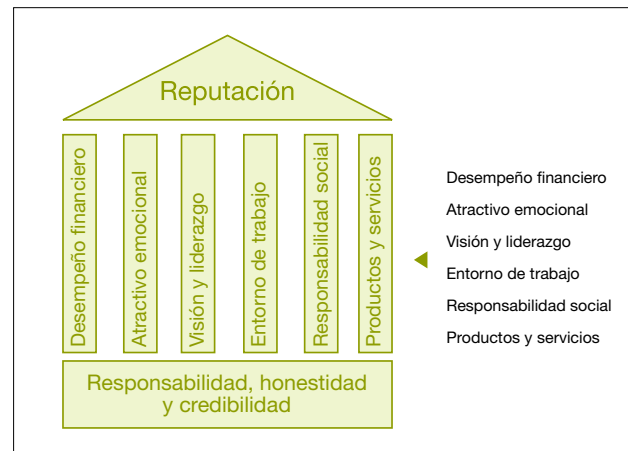 Reputación
Desempeño financiero
Atractivo emocional
Visión y liderazgo
Entorno de trabajo
Responsabilidad social
Productos y servicios
Responsabilidad, honestidad
y credibilidad
Desempeño financiero
Atractivo emocional
Visión y liderazgo
Entorno de trabajo
Responsabilidad social
Productos y servicios